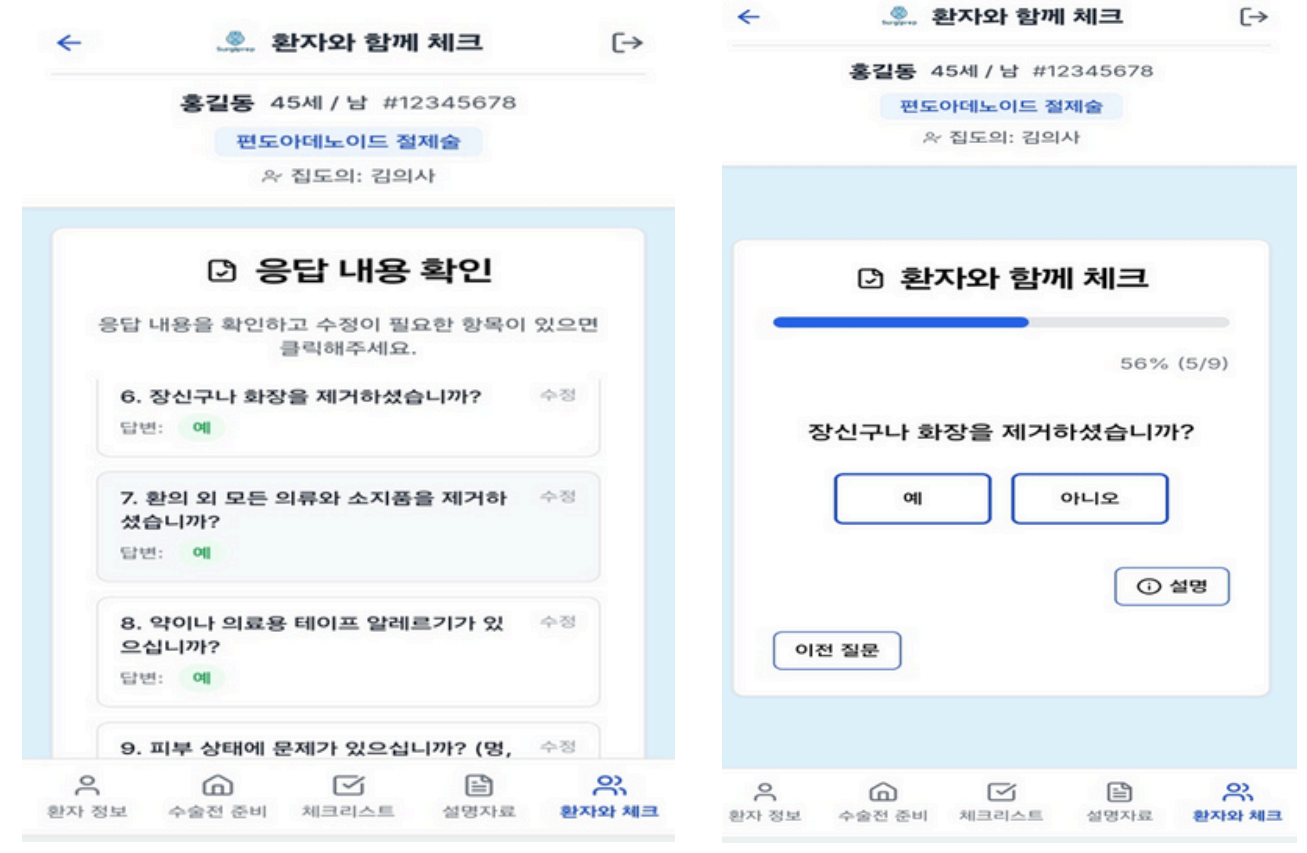 환자와 함께 체크
홍길동 45세 / 남 #12345678
편도아데노이드 절제술
집도의: 김의사
응답 내용 확인
응답 내용을 확인하고 수정이 필요한 항목이 있으면
클릭해주세요.
6. 장신구나 화장을 제거하셨습니까? 수정
답변: 예
7. 환의 외 모든 의류와 소지품을 제거하 수정
셨습니까?
답변: 예
8. 약이나 의료용 테이프 알레르기가 있 수정
으십니까?
답변: 예
9. 피부 상태에 문제가 있으십니까? (멍, 수정
환자 정보 수술전 준비 체크리스트 설명자료 환자와 체크
환자와 함께 체크
홍길동 45세 / 남 #12345678
편도아데노이드 절제술
집도의: 김의사
환자와 함께 체크
56% (5/9)
장신구나 화장을 제거하셨습니까?
예 아니오
설명
이전 질문
환자 정보 수술전 준비 체크리스트 설명자료 환자와 체크